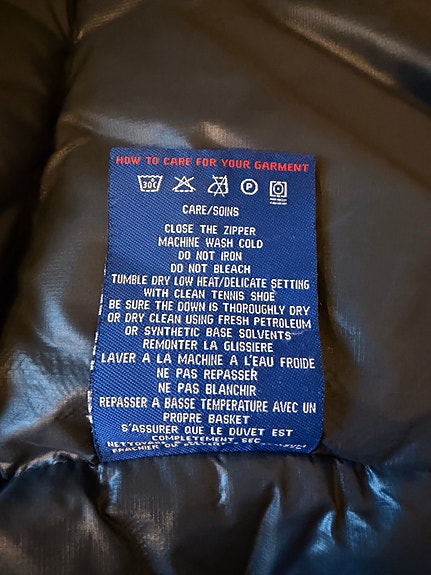 HOW TO CARE FOR YOUR GARMENT
30C P
CARE/SOINS
CLOSE THE ZIPPER
MACHINE WASH COLD
DO NOT IRON
DO NOT BLEACH
TUMBLE DRY LOW HEAT/DELICATE SETTING
WITH CLEAN TENNIS SHOE
BE SURE THE DOWN IS THOROUGHLY DRY
OR DRY CLEAN USING FRESH PETROLEUM
OR SYNTHETIC BASE SOLVENTS
REMONTER LA GLISSIERE
LAVER A LA MACHINE A L'EAU FROIDE
NE PAS REPASSER
NE PAS BLANCHIR
REPASSER A BASSE TEMPERATURE AVEC UN
PROPRE BASKET
S'ASSURER QUE LE DUVET EST
COMPLETEMENT SEC